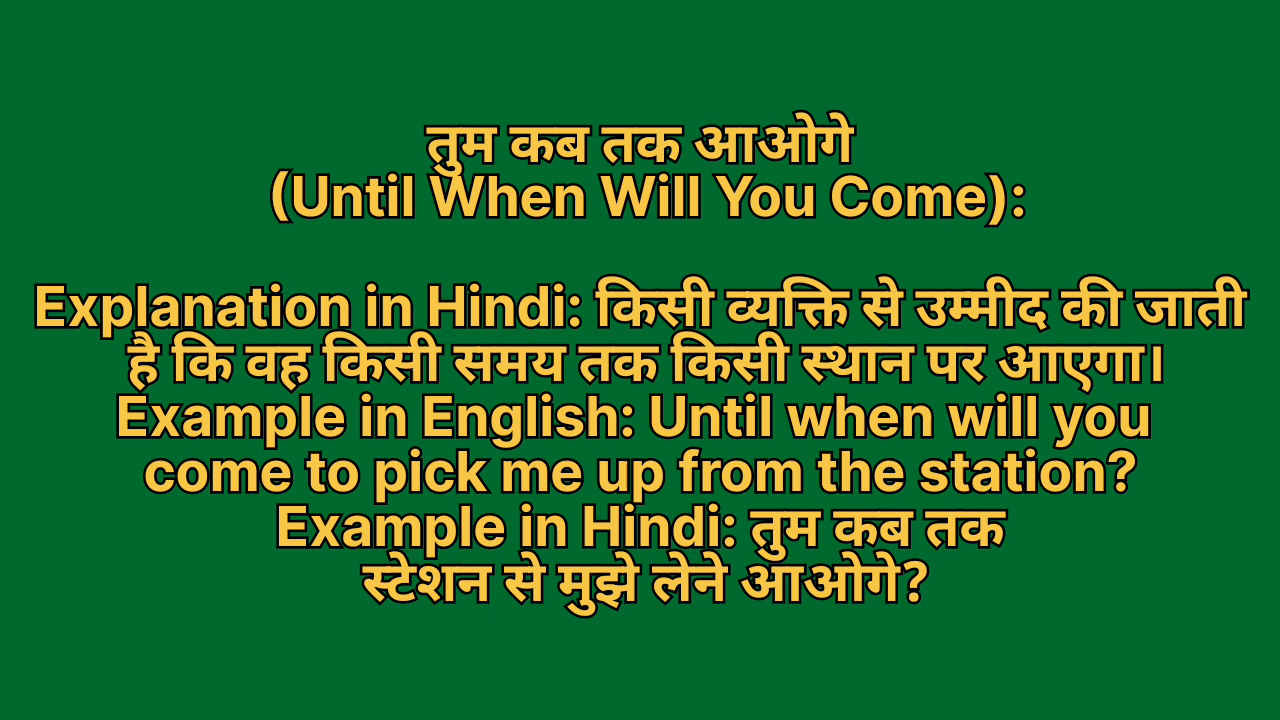 तुम कब तक आओगे
(Until When Will You Come):
Explanation in Hindi: किसी व्यक्ति से उम्मीद की जाती
है कि वह किसी समय तक किसी स्थान पर आएगा।
Example in English: Until when will you
come to pick me up from the station?
Example in Hindi: तुम कब तक
स्टेशन से मुझे लेने आओगे?